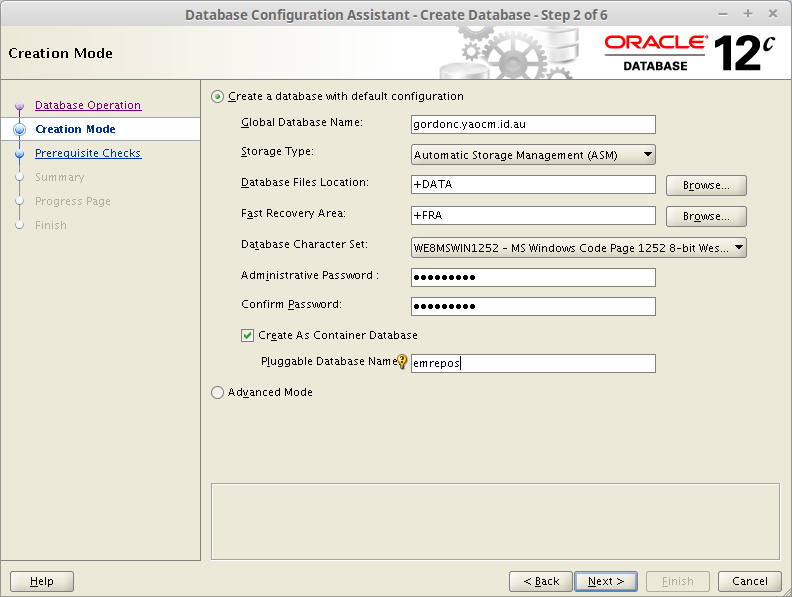 Database Configuration Assistant - Create Database - Step 2 of 6
Creation Mode
ORACLE®
DATABASE
12c
Database Operation
Creation Mode
Prerequisite Checks
Summary
Progress Page
Finish
Create a database with default configuration
Global Database Name:
gordonc.yaocm.id.au
Storage Type:
Automatic Storage Management (ASM)
Database Files Location:
+DATA
Browse...
Fast Recovery Area:
+FRA
Browse...
Database Character Set:
WE8MSWIN1252 - MS Windows Code Page 1252 8-bit Wes...
Administrative Password :
•••••••••
Confirm Password:
•••••••••
Create As Container Database
Pluggable Database Name
emrepos
Advanced Mode
Help
< Back
Next >
Finish
Cancel